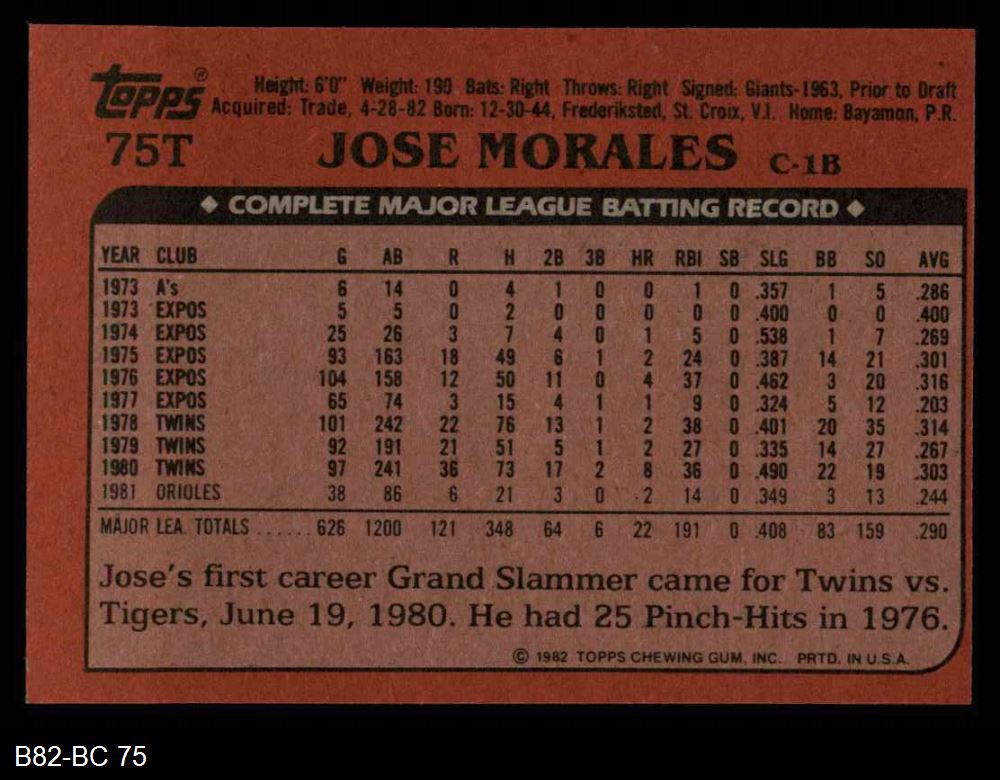 Topps®
Height: 6'0" Weight: 190 Bats: Right Throws: Right Signed: Giants-1963, Prior to Draft
Acquired: Trade, 4-28-82 Born: 12-30-44, Frederiksted, St. Croix, V.I. Home: Bayamon, P.R.
75T JOSE MORALES C-1B
◆ COMPLETE MAJOR LEAGUE BATTING RECORD ◆
YEAR CLUB G AB R H 2B 3B HR RBI SB SLG BB SO AVG
1973 A's 6 14 0 4 1 0 0 1 0 .357 1 5 .286
1973 EXPOS 5 5 0 2 0 0 0 0 0 .400 0 0 .400
1974 EXPOS 25 26 3 7 4 0 1 5 0 .538 1 7 .269
1975 EXPOS 93 163 18 49 6 1 2 24 0 .387 14 21 .301
1976 EXPOS 104 158 12 50 11 0 4 37 0 .462 3 20 .316
1977 EXPOS 65 74 3 15 4 1 1 9 0 .324 5 12 .203
1978 TWINS 101 242 22 76 13 1 2 38 0 .401 20 35 .314
1979 TWINS 92 191 21 51 5 1 2 27 0 .335 14 27 .267
1980 TWINS 97 241 36 73 17 2 8 36 0 .490 22 19 .303
1981 ORIOLES 38 86 6 21 3 0 2 14 0 .349 3 13 .244
MAJOR LEA. TOTALS ...... 626 1200 121 348 64 6 22 191 0 .408 83 159 .290
Jose's first career Grand Slammer came for Twins vs.
Tigers, June 19, 1980. He had 25 Pinch-Hits in 1976.
© 1982 TOPPS CHEWING GUM, INC. PRTD. IN U.S.A.
B82-BC 75